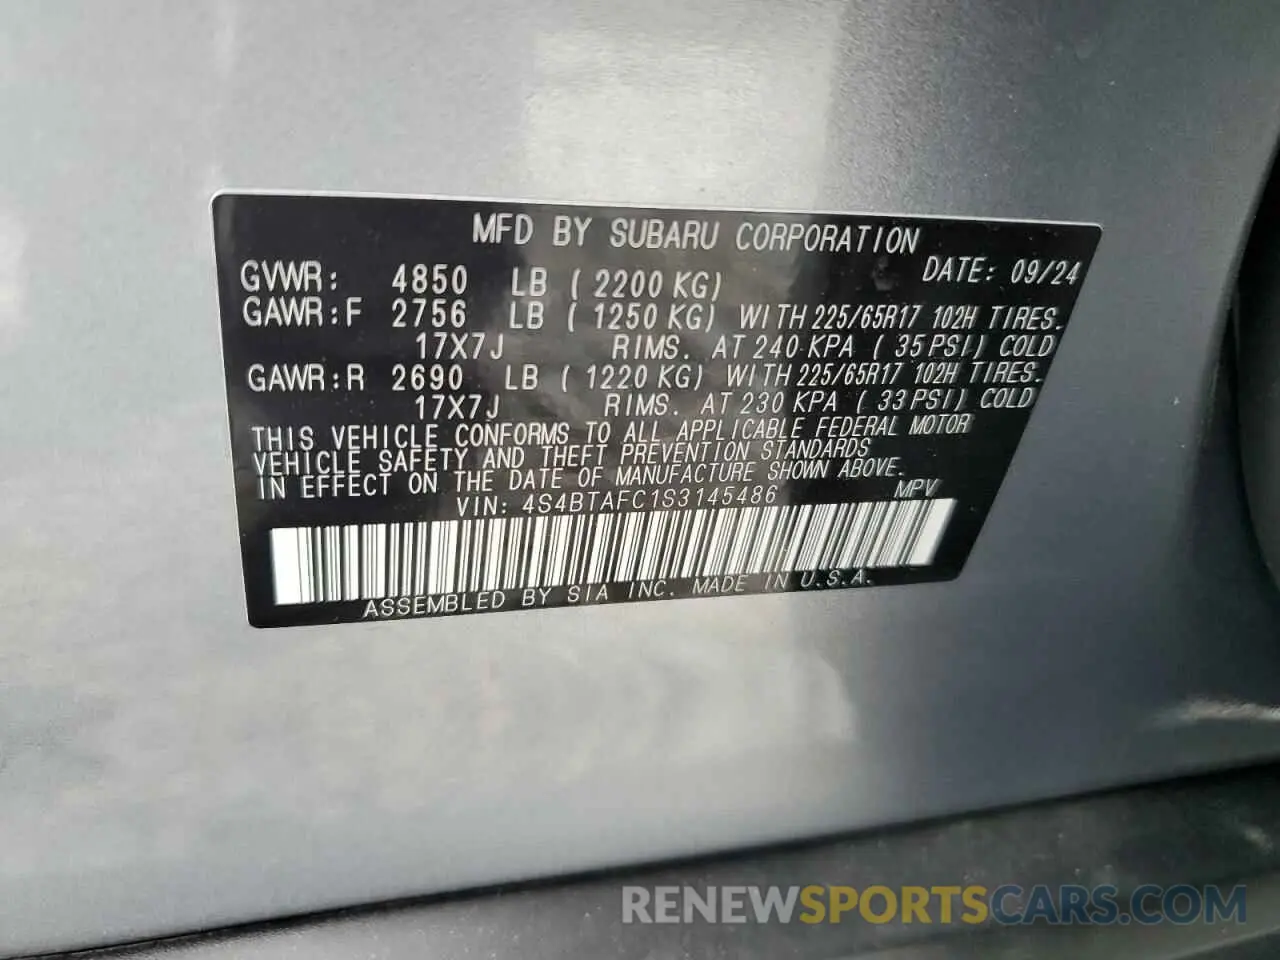 MFD BY SUBARU CORPORATION
DATE: 09/24
GVWR: 4850 LB ( 2200 KG)
GAWR:F 2756 LB ( 1250 KG) WITH 225/65R17 102H TIRES.
17X7J RIMS. AT 240 KPA ( 35 PSI) COLD
GAWR:R 2690 LB ( 1220 KG) WITH 225/65R17 102H TIRES.
17X7J RIMS. AT 230 KPA ( 33 PSI) COLD
THIS VEHICLE CONFORMS TO ALL APPLICABLE FEDERAL MOTOR
VEHICLE SAFETY AND THEFT PREVENTION STANDARDS
IN EFFECT ON THE DATE OF MANUFACTURE SHOWN ABOVE.
VIN: 4S4BTAFC1S3145486 MPV
ASSEMBLED BY SIA INC. MADE IN U.S.A.
RENEWSPORTSCARS.COM